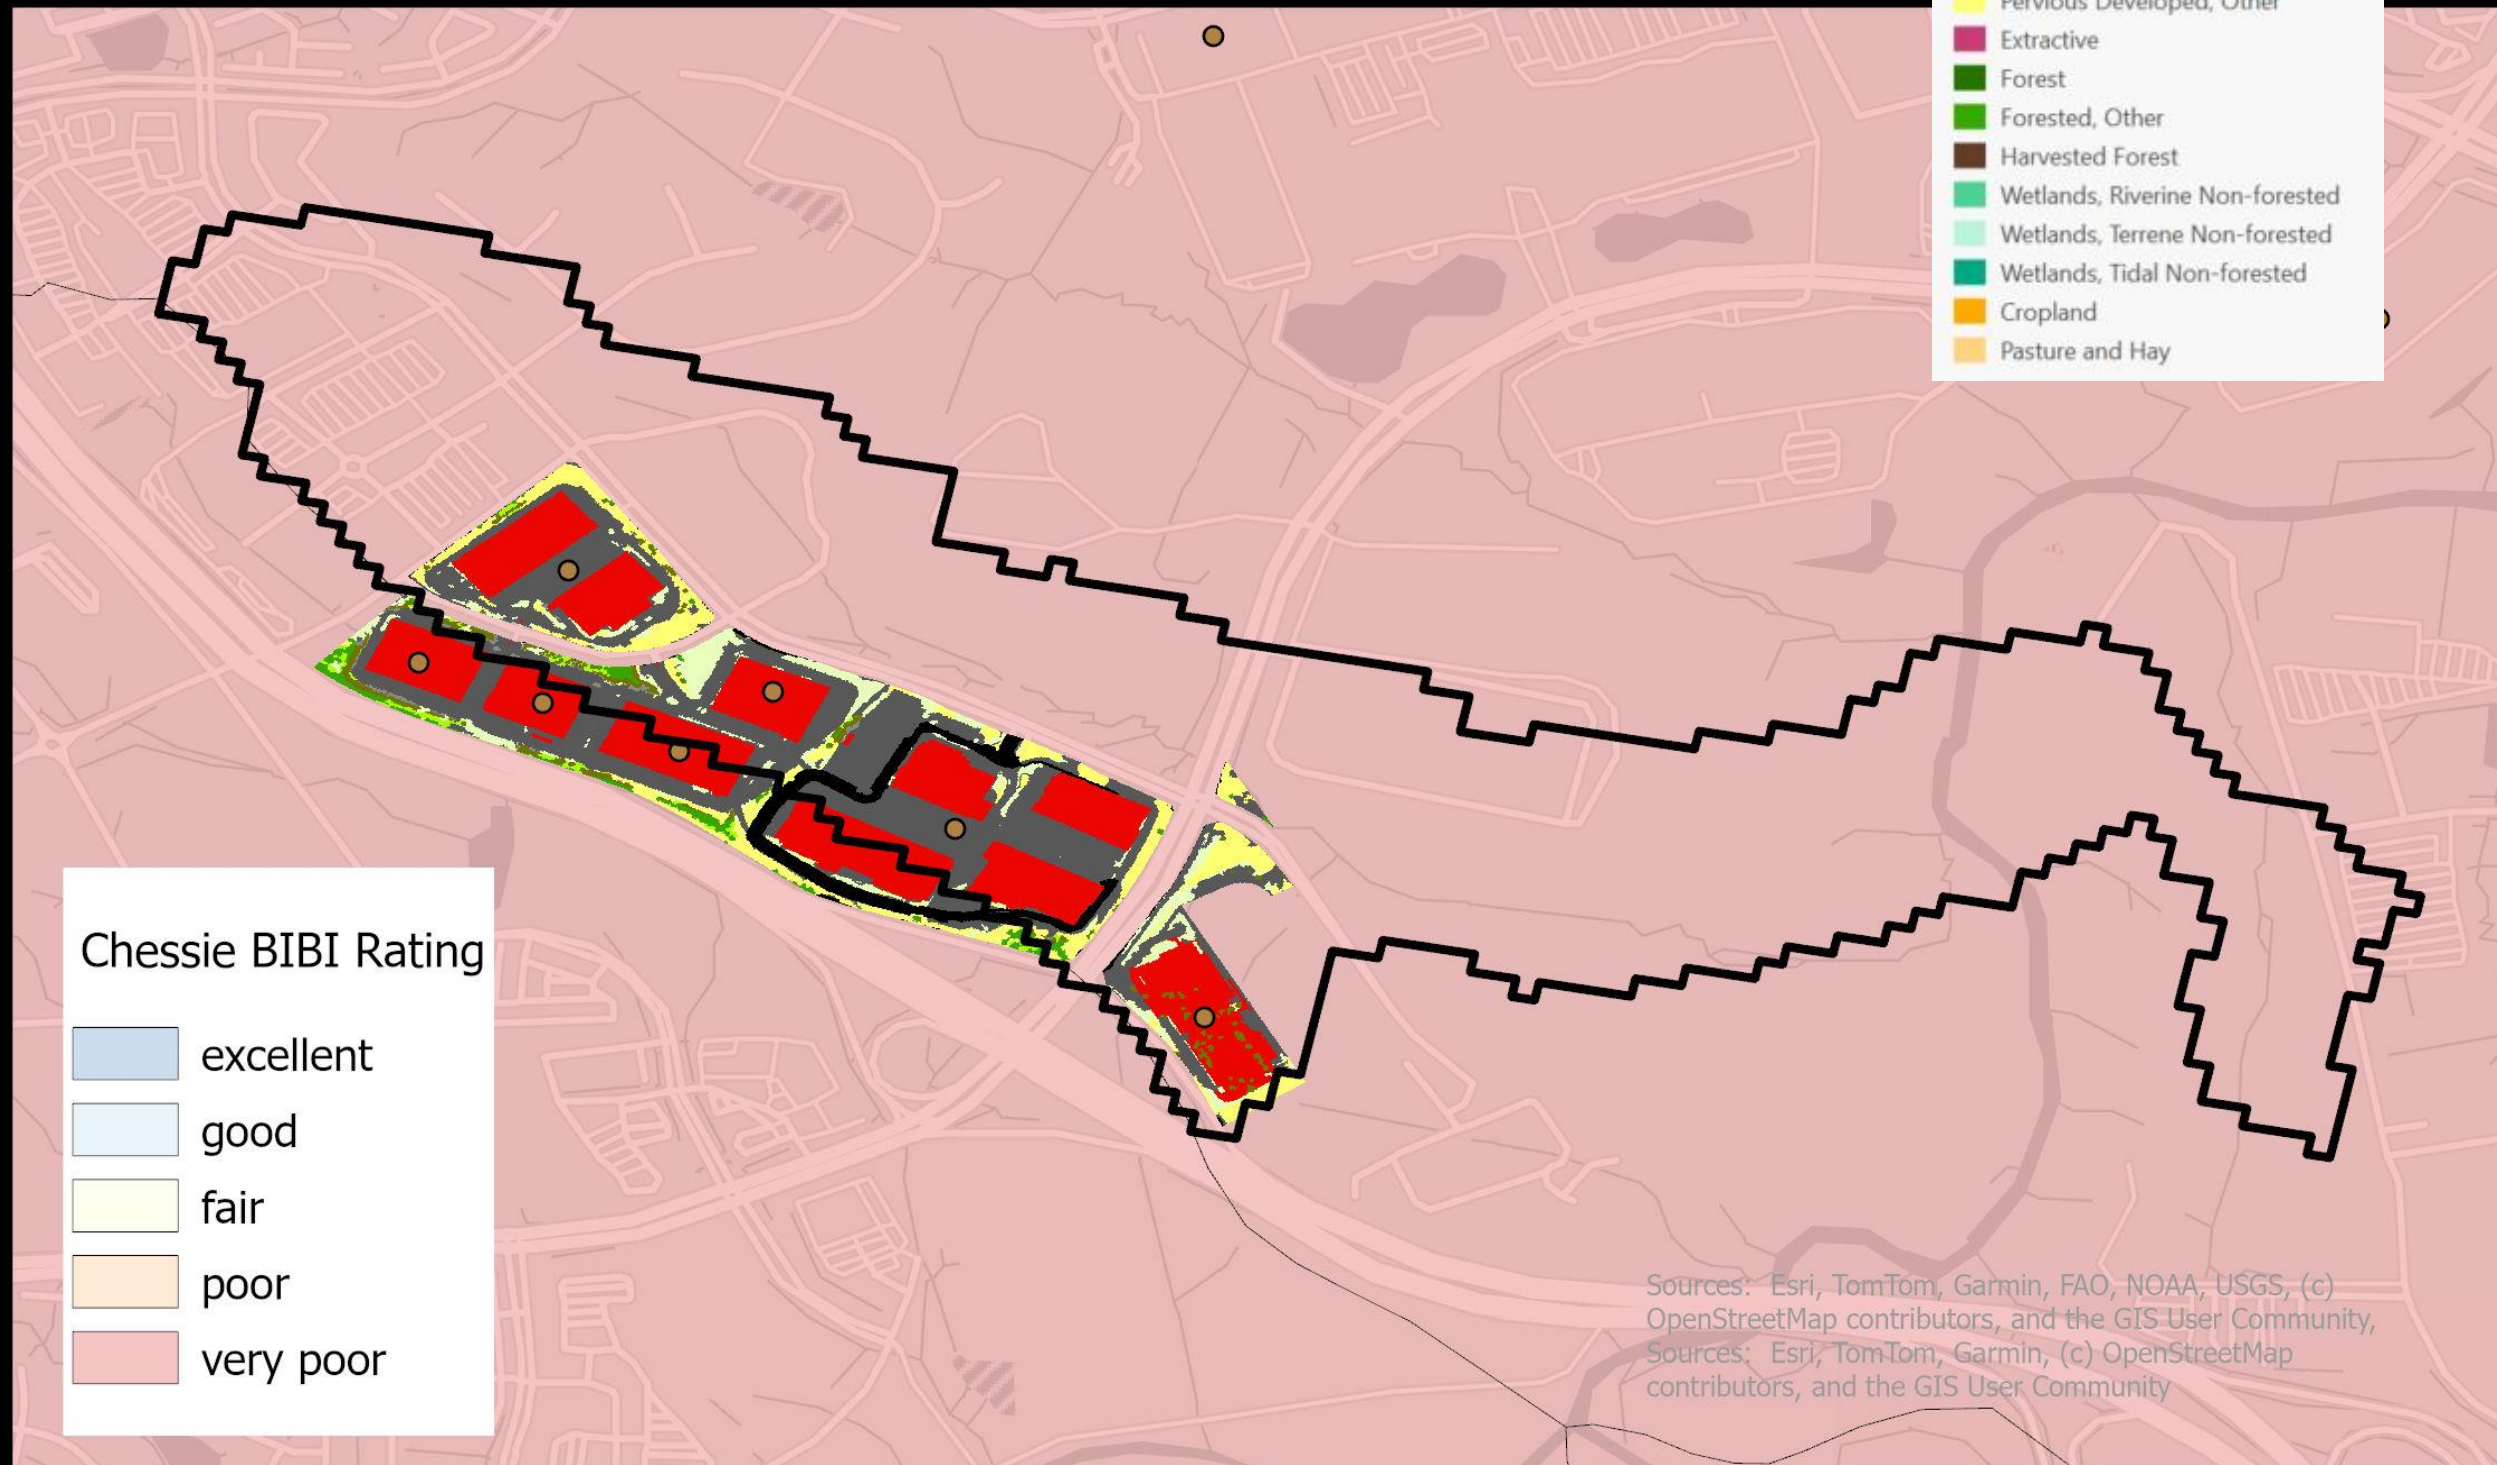 Pervious Developed, Other
Extractive
Forest
Forested, Other
Harvested Forest
Wetlands, Riverine Non-forested
Wetlands, Terrene Non-forested
Wetlands, Tidal Non-forested
Cropland
Pasture and Hay
Chessie BIBI Rating
excellent
good
fair
poor
very poor
Sources: Esri, TomTom, Garmin, FAO, NOAA, USGS, (c)
OpenStreetMap contributors, and the GIS User Community,
Sources: Esri, TomTom, Garmin, (c) OpenStreetMap
contributors, and the GIS User Community